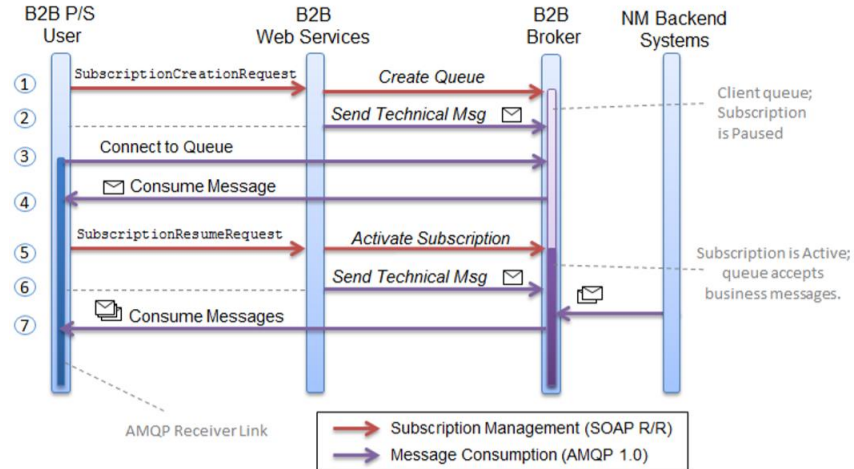 B2B P/S
User
B2B
Web Services
B2B
Broker
NM Backend
Systems
1
SubscriptionCreationRequest
Create Queue
Client queue;
Subscription
is Paused
2
Send Technical Msg
3
Connect to Queue
4
Consume Message
5
SubscriptionResumeRequest
Activate Subscription
Subscription is Active;
queue accepts
business messages.
6
Send Technical Msg
7
Consume Messages
AMQP Receiver Link
Subscription Management (SOAP R/R)
Message Consumption (AMQP 1.0)